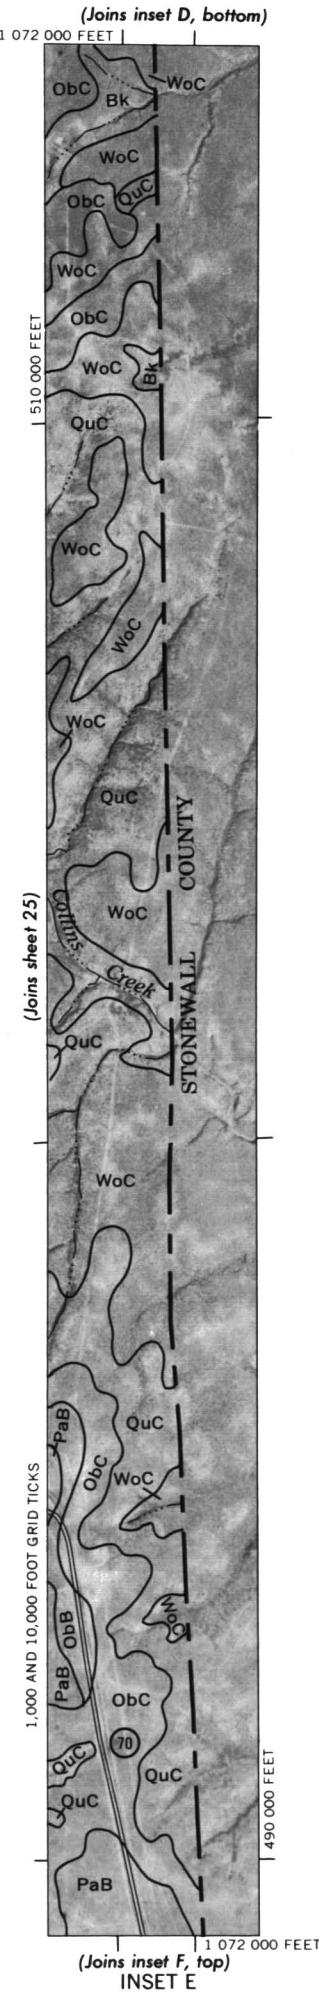 (Joins inset D, bottom)
1 072 000 FEET
WoC
ObC
Bk
WoC
QuC
ObC
WoC
ObC
510 000 FEET
WoC
Bk
QuC
WoC
WoC
WoC
QuC
COUNTY
WoC
Collins
Creek
(Joins sheet 25)
STONEWALL
QuC
WoC
PaB
QuC
ObC
WoC
1,000 AND 10,000 FOOT GRID TICKS
WoC
ObB
PaB
ObC
70
QuC
QuC
QuC
490 000 FEET
PaB
1 072 000 FEET
(Joins inset F, top)
INSET E